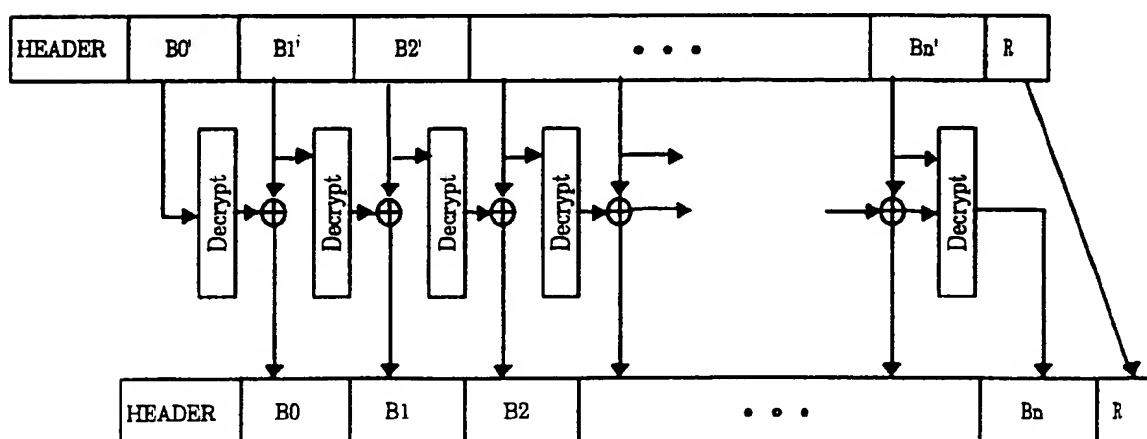 HEADER B0' B1' B2' • • • Bn' R
Decrypt Decrypt Decrypt Decrypt Decrypt
HEADER B0 B1 B2 • • • Bn R